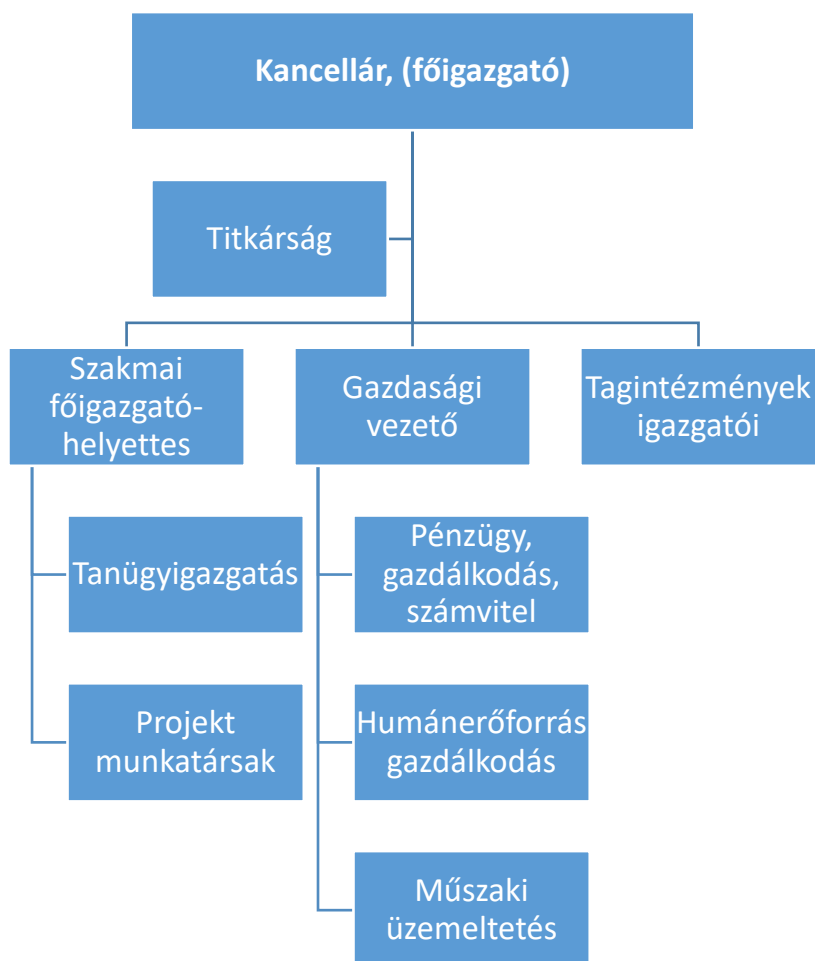 Kancellár, (főigazgató)
Titkárság
Szakmai
főigazgató-
helyettes
Gazdasági
vezető
Tagintézmények
igazgatói
Tanügyigazgatás
Pénzügy,
gazdálkodás,
számvitel
Projekt
munkatársak
Humánerőforrás
gazdálkodás
Műszaki
üzemeltetés